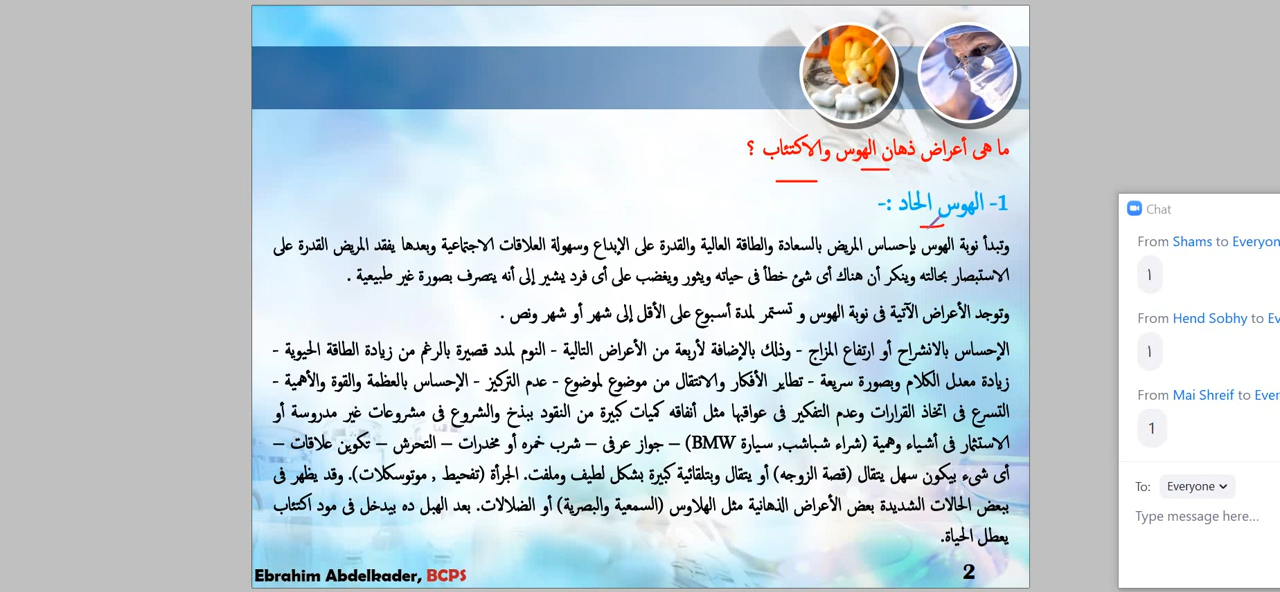 ما هى أعراض ذهان الهوس والاكتئاب ؟
1- الهوس الحاد :-
وتبدأ نوبة الهوس بإحساس المريض بالسعادة والطاقة العالية والقدرة على الإبداع وسهولة العلاقات الاجتماعية وبعدها يفقد المريض القدرة على
الاستبصار بحالته وينكر أن هناك أى شئ خطأ فى حياته ويثور ويغضب على أى فرد يشير إلى أنه يتصرف بصورة غير طبيعية .
وتوجد الأعراض الآتية فى نوبة الهوس و تستمر لمدة أسبوع على الأقل إلى شهر أو شهر ونص .
الإحساس بالانشراح أو ارتفاع المزاج - وذلك بالإضافة لأربعة من الأعراض التالية - النوم لمدد قصيرة بالرغم من زيادة الطاقة الحيوية -
زيادة معدل الكلام وبصورة سريعة - تطاير الأفكار والانتقال من موضوع لموضوع - عدم التركيز - الإحساس بالعظمة والقوة والأهمية -
التسرع فى اتخاذ القرارات وعدم التفكير فى عواقبها مثل أنفاقه كميات كبيرة من النقود ببذخ والشروع فى مشروعات غير مدروسة أو
الاستثمار فى أشياء وهمية (شراء شباشب, سيارة BMW) – جواز عرفى – شرب خمره أو مخدرات – التحرش – تكوين علاقات –
أى شىء بيكون سهل يتقال (قصة الزوجه) أو يتقال وبتلقائية كبيرة بشكل لطيف وملفت. الجرأة (تفحيط , موتوسكلات). وقد يظهر فى
ببعض الحالات الشديدة بعض الأعراض الذهانية مثل الهلاوس (السمعية والبصرية) أو الضلالات. بعد الهبل ده بيدخل فى مود اكتئاب
يعطل الحياة.
Ebrahim Abdelkader, BCPS
2
Chat
From Shams to Everyon
١
From Hend Sobhy to Ev
١
From Mai Shreif to Ever
1
To: Everyone
Type message here...